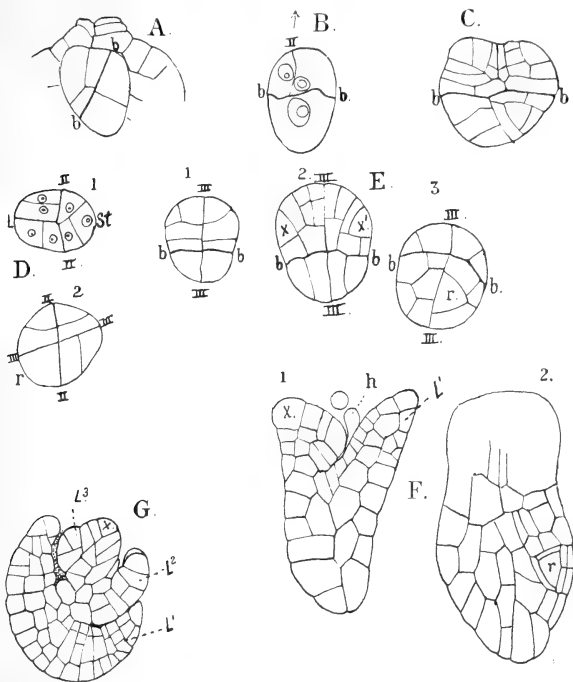 A.
b
b
↑
B.
II
b
b.
C.
b
b
II
1
L
St
D.
II
1
III
b
b
III
2.
III
E.
x
x'
b
b
III
3
III
b.
r.
III.
2
II
III
III
r
II
1
h
L'
x.
F.
2.
r
L³
G.
x.
L²
L'